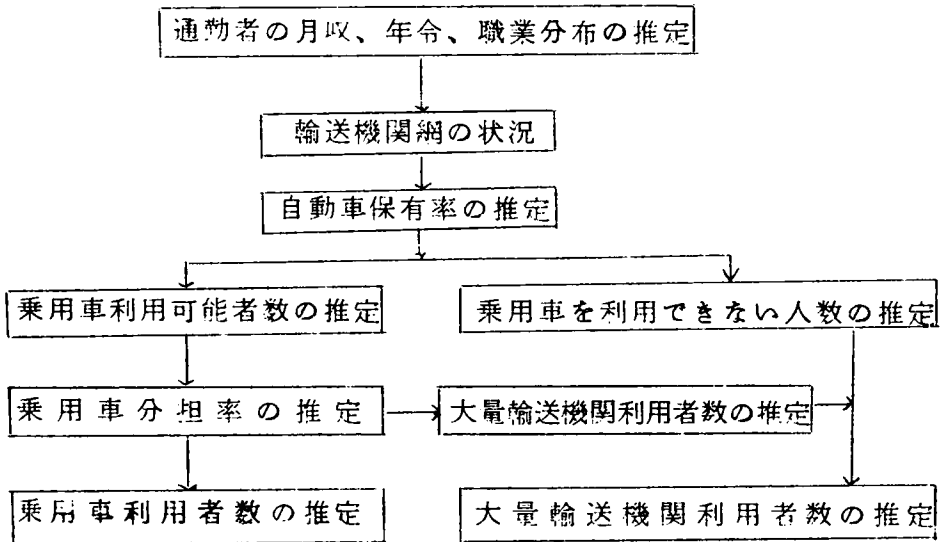 通勤者の月収、年令、職業分布の推定
輸送機関網の状況
自動車保有率の推定
乗用車利用可能者数の推定
乗用車を利用できない人数の推定
乗用車分担率の推定
大量輸送機関利用者数の推定
乗用車利用者数の推定
大量輸送機関利用者数の推定